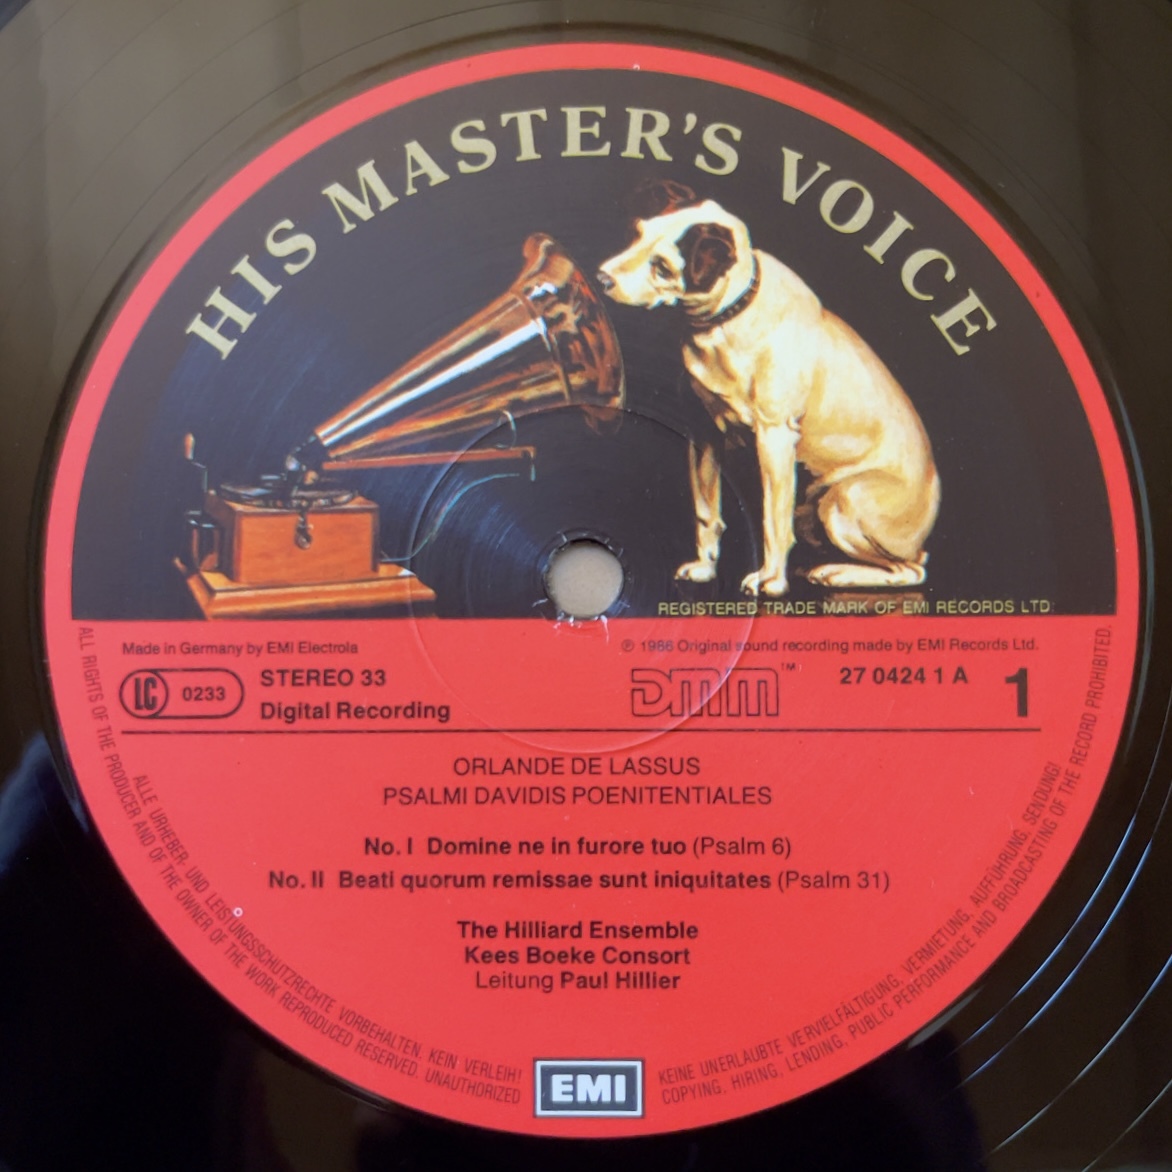 HIS MASTER'S VOICE
REGISTERED TRADE MARK OF EMI RECORDS LTD.
Made in Germany by EMI Electrola
℗ 1986 Original sound recording made by EMI Records Ltd.
LC 0233
STEREO 33
Digital Recording
DMM ™
27 0424 1 A
1
ORLANDE DE LASSUS
PSALMI DAVIDIS POENITENTIALES
No. I Domine ne in furore tuo (Psalm 6)
No. II Beati quorum remissae sunt iniquitates (Psalm 31)
The Hilliard Ensemble
Kees Boeke Consort
Leitung Paul Hillier
ALL RIGHTS OF THE PRODUCER AND OF THE OWNER OF THE WORK REPRODUCED RESERVED. UNAUTHORIZED
COPYING, HIRING, LENDING, PUBLIC PERFORMANCE AND BROADCASTING OF THE RECORD PROHIBITED.
ALLE URHEBER- UND LEISTUNGSSCHUTZRECHTE VORBEHALTEN. KEIN VERLEIH!
KEINE UNERLAUBTE VERVIELFÄLTIGUNG, VERMIETUNG, AUFFÜHRUNG, SENDUNG!
EMI